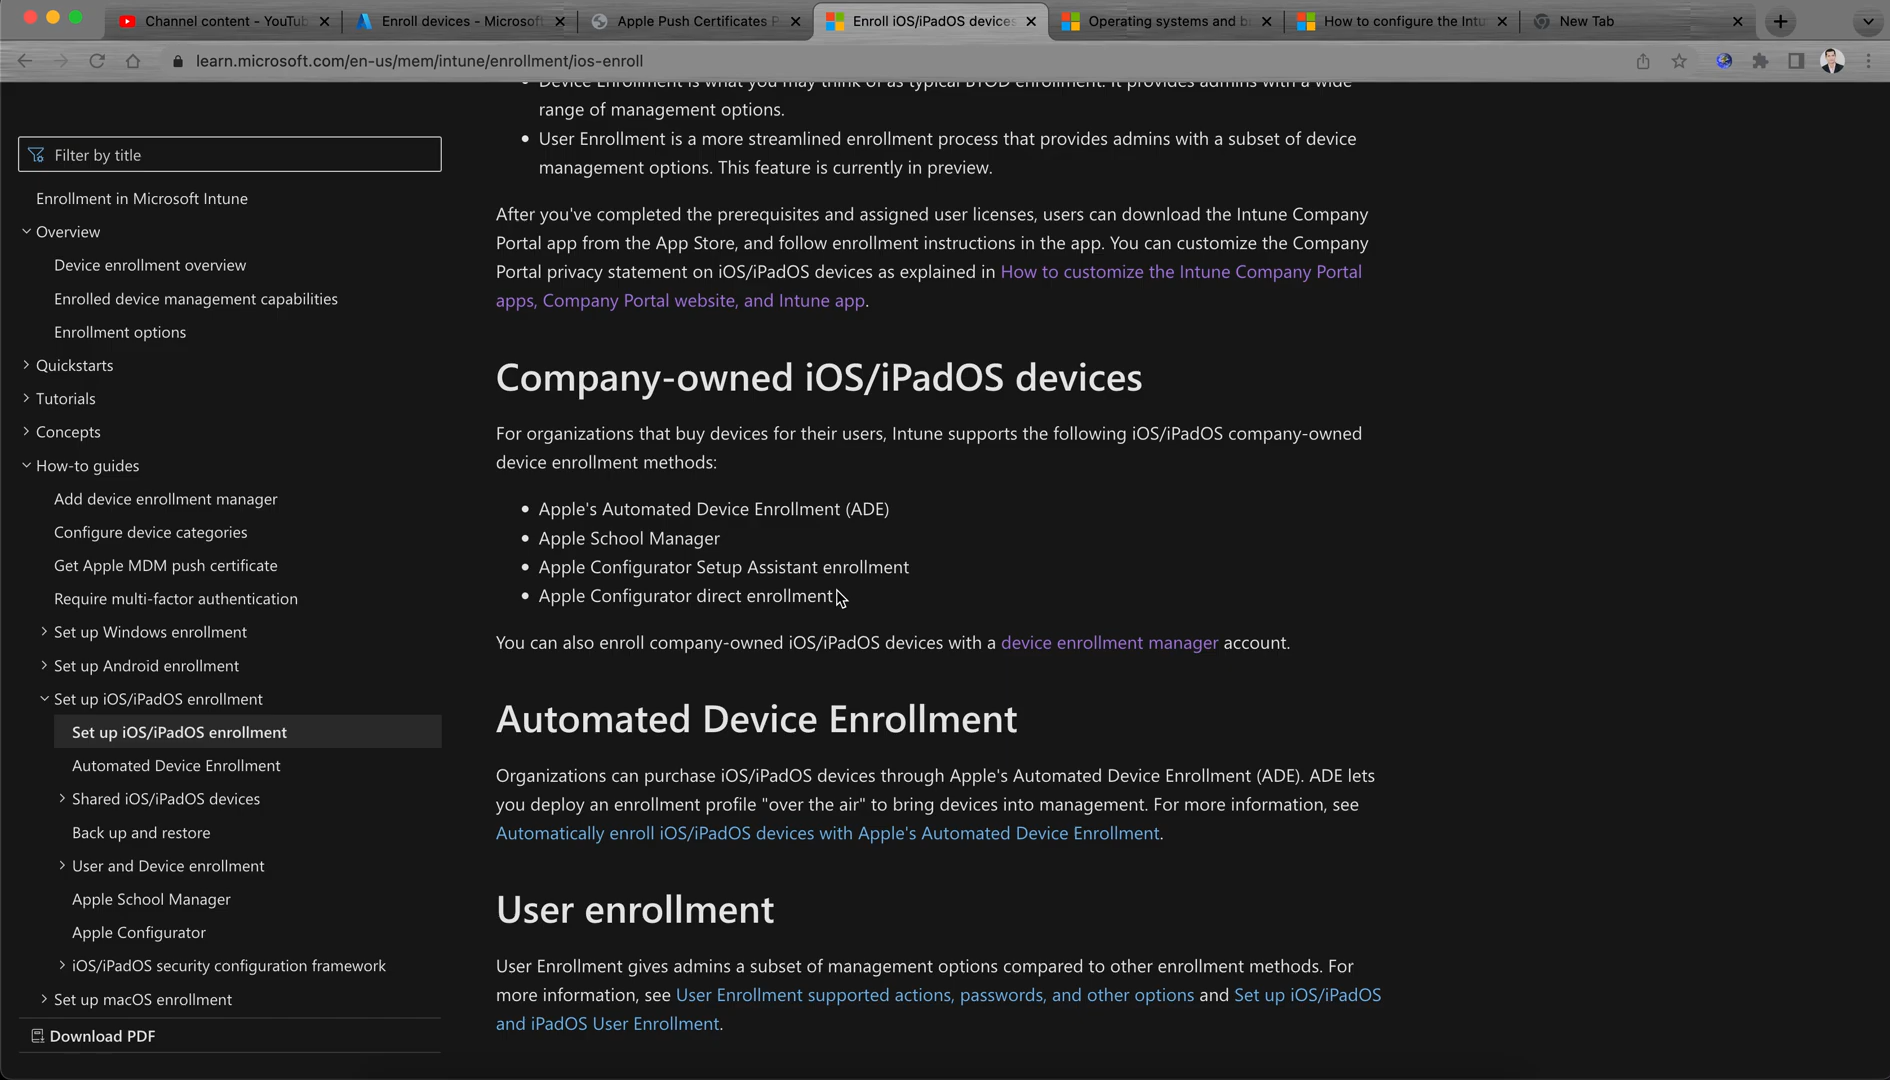 Channel content - YouTub
Enroll devices - Microsoft
Apple Push Certificates P
Enroll iOS/iPadOS devices
Operating systems and b
How to configure the Intu
New Tab
learn.microsoft.com/en-us/mem/intune/enrollment/ios-enroll
Filter by title
Enrollment in Microsoft Intune
Overview
Device enrollment overview
Enrolled device management capabilities
Enrollment options
Quickstarts
Tutorials
Concepts
How-to guides
Add device enrollment manager
Configure device categories
Get Apple MDM push certificate
Require multi-factor authentication
Set up Windows enrollment
Set up Android enrollment
Set up iOS/iPadOS enrollment
Set up iOS/iPadOS enrollment
Automated Device Enrollment
Shared iOS/iPadOS devices
Back up and restore
User and Device enrollment
Apple School Manager
Apple Configurator
iOS/iPadOS security configuration framework
Set up macOS enrollment
Download PDF
Device Enrollment is what you may think of as typical BYOD enrollment. It provides admins with a wide
range of management options.
User Enrollment is a more streamlined enrollment process that provides admins with a subset of device
management options. This feature is currently in preview.
After you've completed the prerequisites and assigned user licenses, users can download the Intune Company
Portal app from the App Store, and follow enrollment instructions in the app. You can customize the Company
Portal privacy statement on iOS/iPadOS devices as explained in How to customize the Intune Company Portal
apps, Company Portal website, and Intune app.
Company-owned iOS/iPadOS devices
For organizations that buy devices for their users, Intune supports the following iOS/iPadOS company-owned
device enrollment methods:
Apple's Automated Device Enrollment (ADE)
Apple School Manager
Apple Configurator Setup Assistant enrollment
Apple Configurator direct enrollment
You can also enroll company-owned iOS/iPadOS devices with a device enrollment manager account.
Automated Device Enrollment
Organizations can purchase iOS/iPadOS devices through Apple's Automated Device Enrollment (ADE). ADE lets
you deploy an enrollment profile "over the air" to bring devices into management. For more information, see
Automatically enroll iOS/iPadOS devices with Apple's Automated Device Enrollment.
User enrollment
User Enrollment gives admins a subset of management options compared to other enrollment methods. For
more information, see User Enrollment supported actions, passwords, and other options and Set up iOS/iPadOS
and iPadOS User Enrollment.